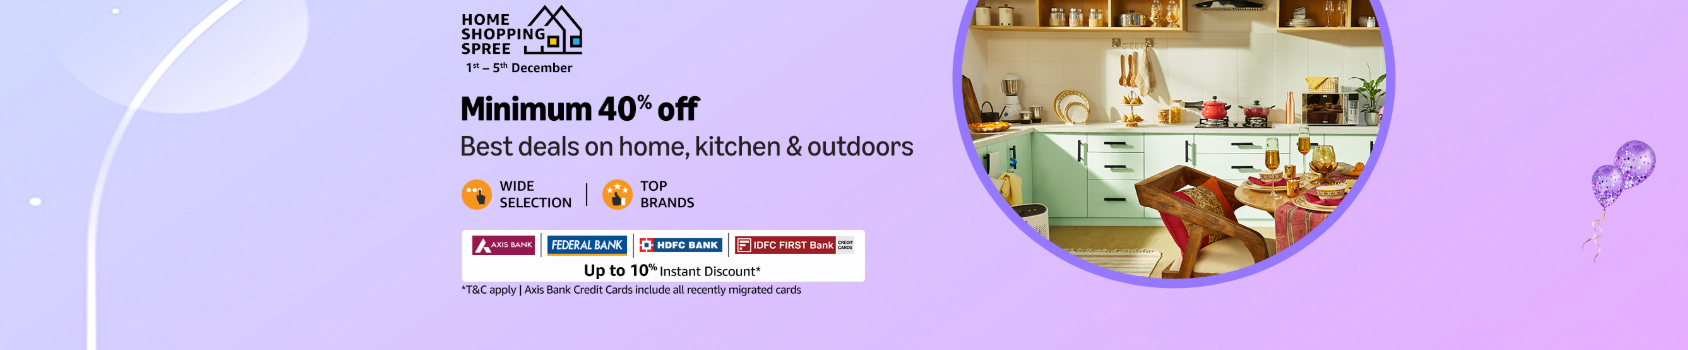 HOME
SHOPPING
SPREE
1st – 5th December
Minimum 40% off
Best deals on home, kitchen & outdoors
WIDE
SELECTION
TOP
BRANDS
AXIS BANK
FEDERAL BANK
HDFC BANK
IDFC FIRST Bank
CREDIT
CARDS
Up to 10% Instant Discount*
*T&C apply | Axis Bank Credit Cards include all recently migrated cards